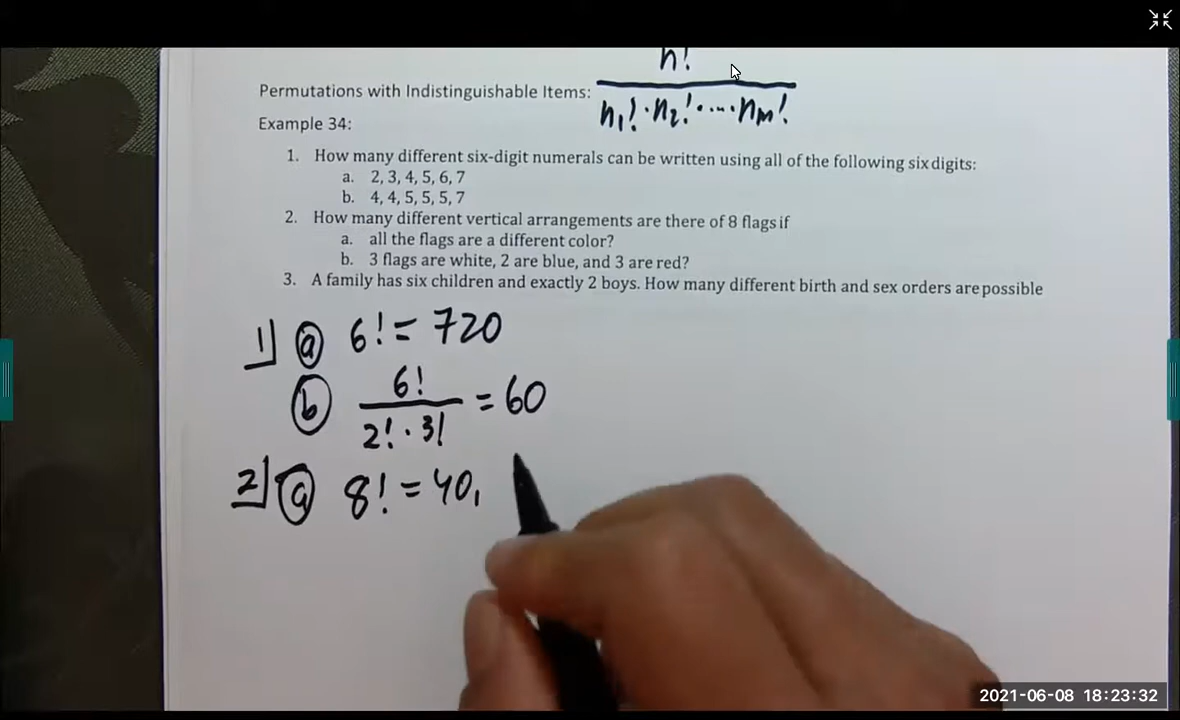 n!
Permutations with Indistinguishable Items: n₁! · n₂! · ... · nₘ!
Example 34:
1. How many different six-digit numerals can be written using all of the following six digits:
a. 2, 3, 4, 5, 6, 7
b. 4, 4, 5, 5, 5, 7
2. How many different vertical arrangements are there of 8 flags if
a. all the flags are a different color?
b. 3 flags are white, 2 are blue, and 3 are red?
3. A family has six children and exactly 2 boys. How many different birth and sex orders are possible
1) a 6! = 720
b 6! / 2! · 3! = 60
2) a 8! = 40,
2021-06-08 18:23:32